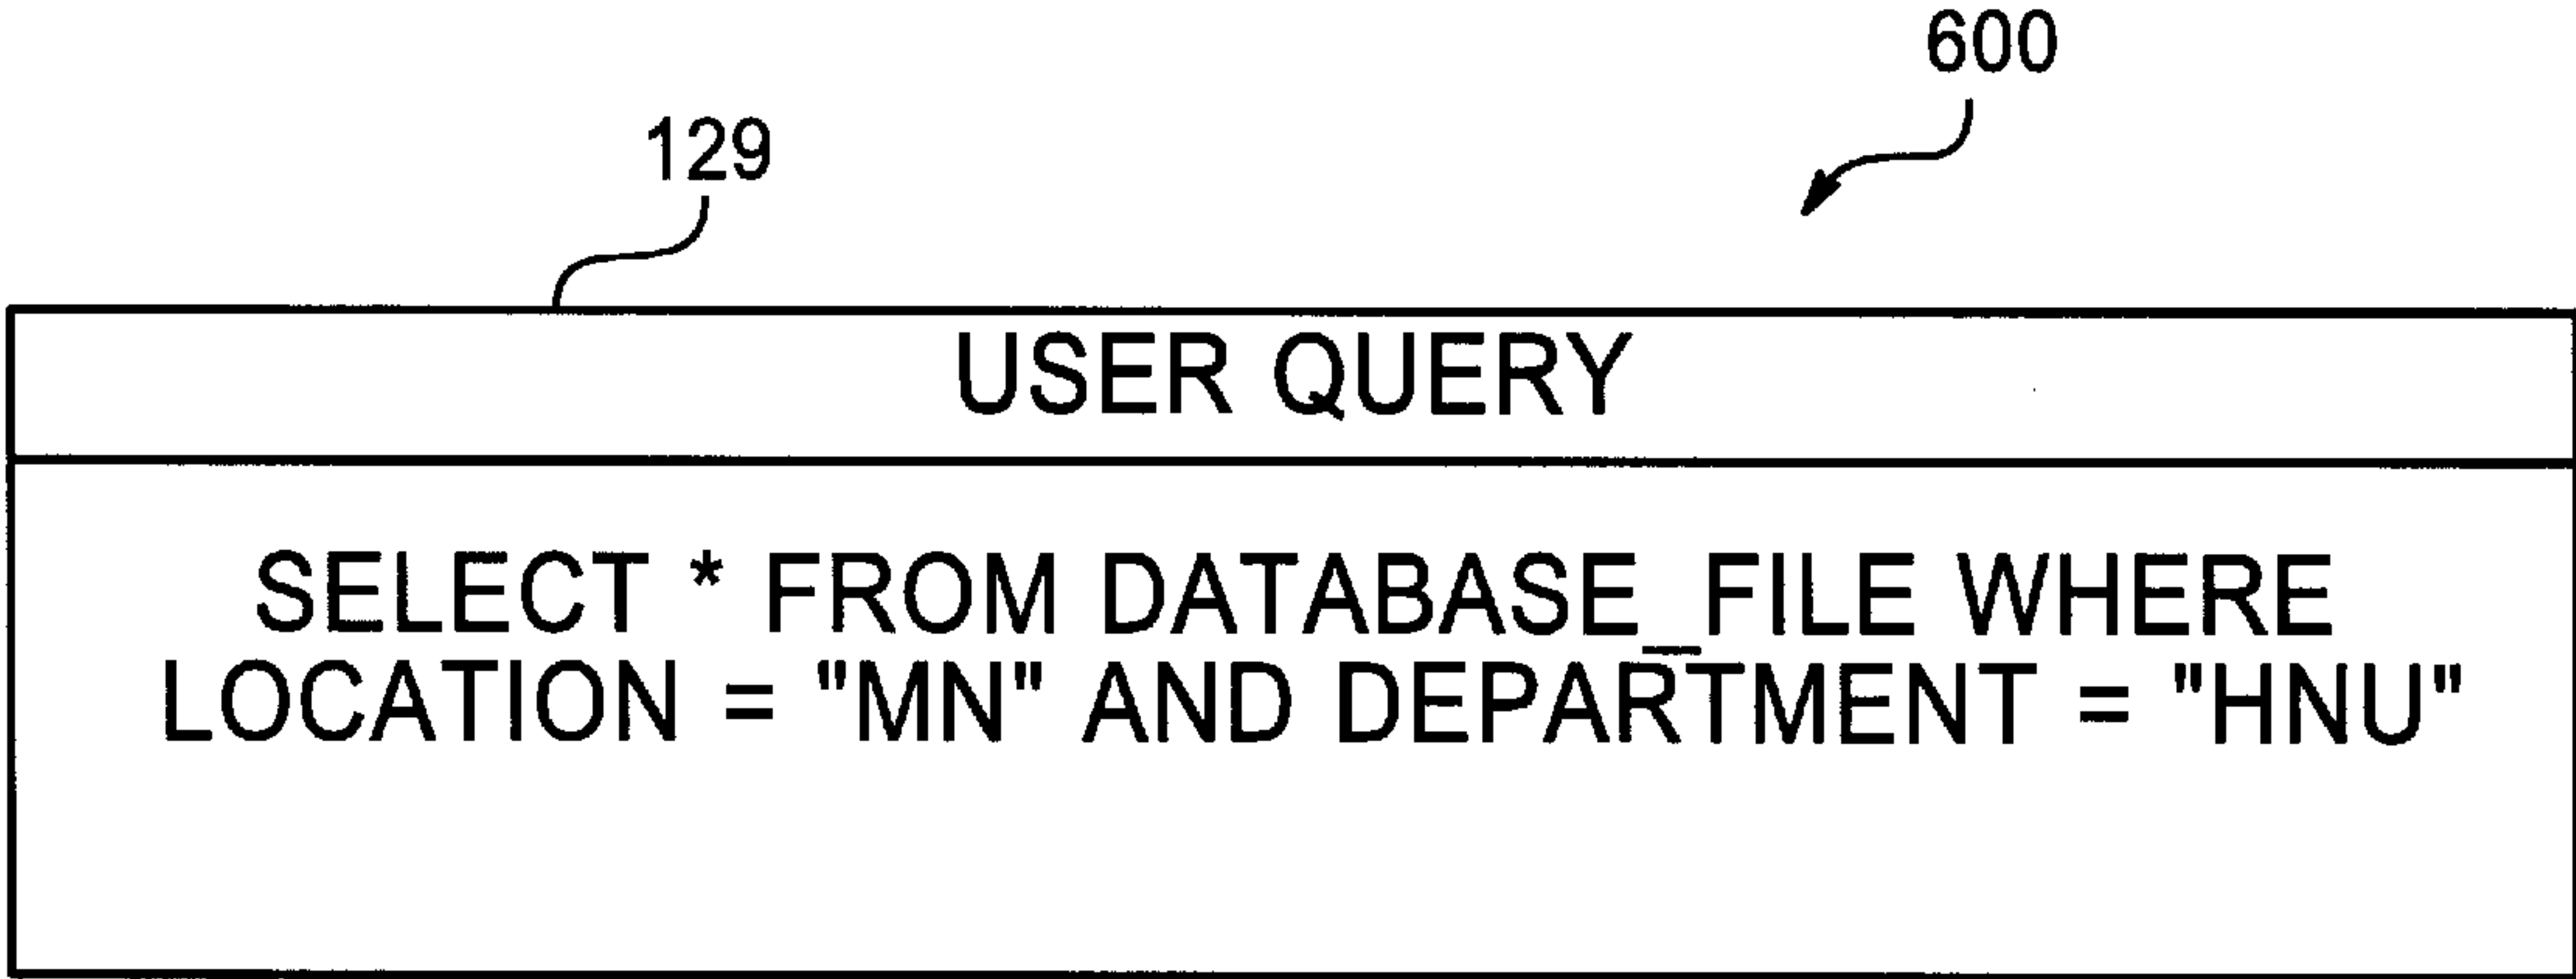 600
129
USER QUERY
SELECT * FROM DATABASE_FILE WHERE
LOCATION = "MN" AND DEPARTMENT = "HNU"